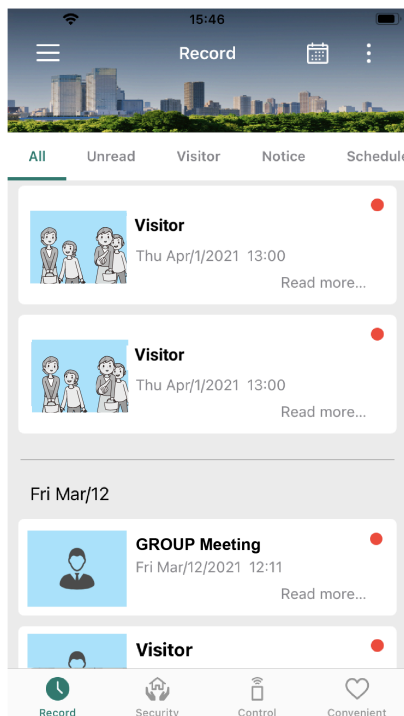 15:46
Record
All Unread Visitor Notice Schedule
Visitor
Thu Apr/1/2021 13:00
Read more...
Visitor
Thu Apr/1/2021 13:00
Read more...
Fri Mar/12
GROUP Meeting
Fri Mar/12/2021 12:11
Read more...
Visitor
Record Security Control Convenient